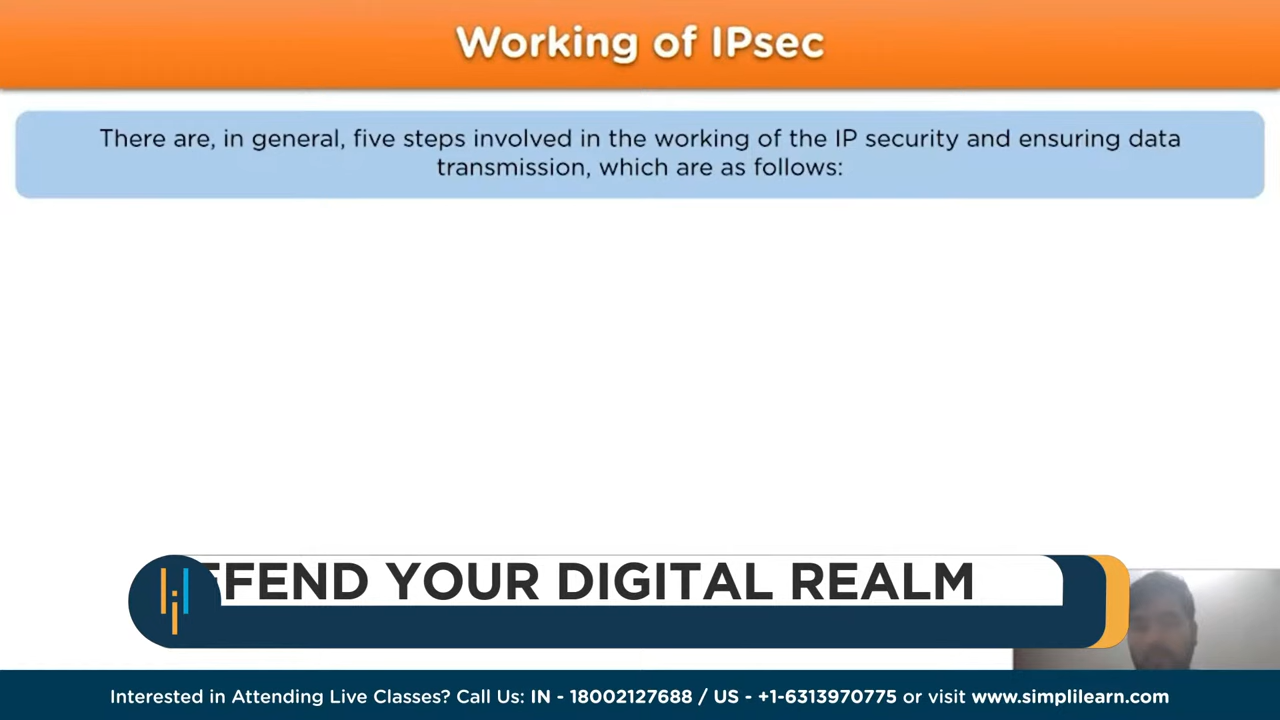 Working of IPsec
There are, in general, five steps involved in the working of the IP security and ensuring data
transmission, which are as follows:
YOUR DIGITAL REALM
Interested in Attending Live Classes? Call Us: IN - 18002127688 / US - +1-6313970775 or visit www.simplilearn.com